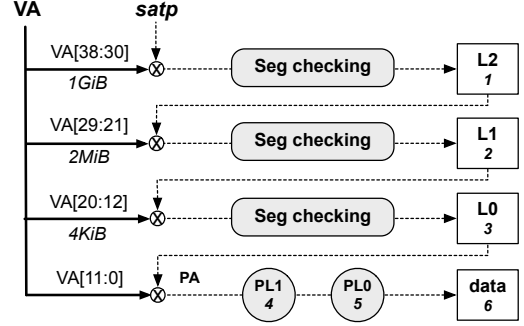 VA
satp
VA[38:30]
1GiB
Seg checking
L2
1
VA[29:21]
2MiB
Seg checking
L1
2
VA[20:12]
4KiB
Seg checking
L0
3
VA[11:0]
PA
PL1
4
PL0
5
data
6